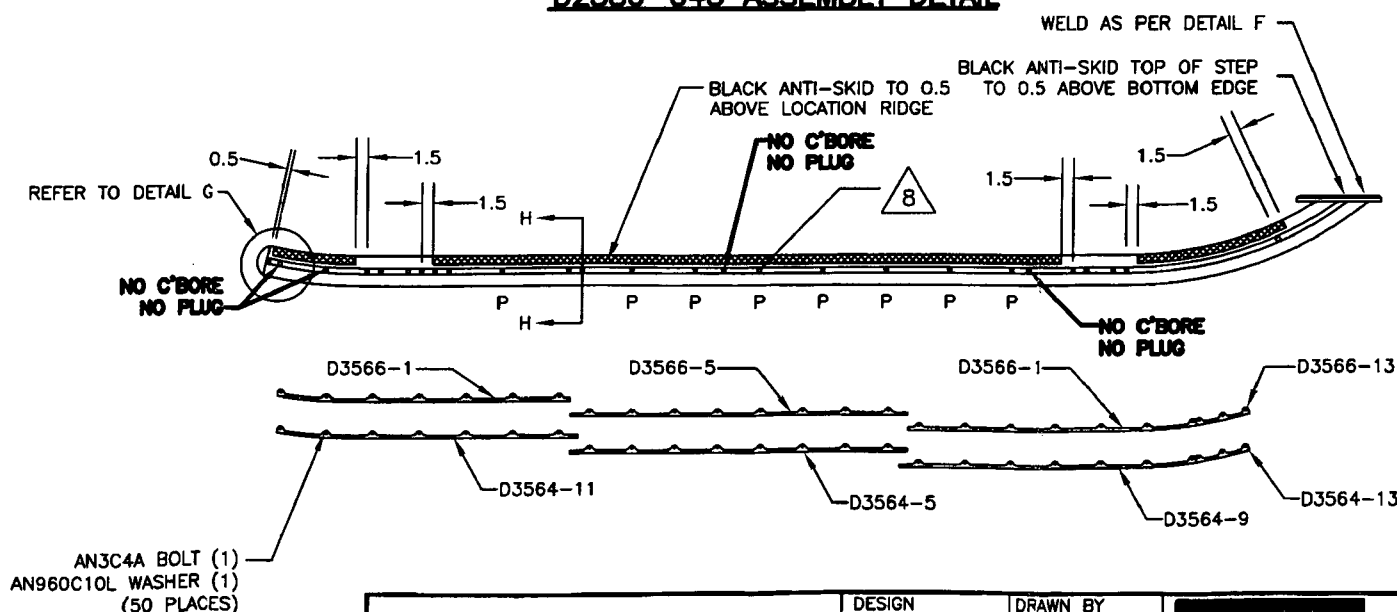 ASSEMBLY DETAIL
WELD AS PER DETAIL F
BLACK ANTI-SKID TO 0.5
ABOVE LOCATION RIDGE
BLACK ANTI-SKID TOP OF STEP
TO 0.5 ABOVE BOTTOM EDGE
NO C'BORE
NO PLUG
0.5
1.5
1.5
1.5
1.5
1.5
8
REFER TO DETAIL G
H
H
NO C'BORE
NO PLUG
P P P P P P P P
NO C'BORE
NO PLUG
D3566-1
D3566-5
D3566-1
D3566-13
D3564-11
D3564-5
D3564-9
D3564-13
AN3C4A BOLT (1)
AN960C10L WASHER (1)
(50 PLACES)
DESIGN
DRAWN BY